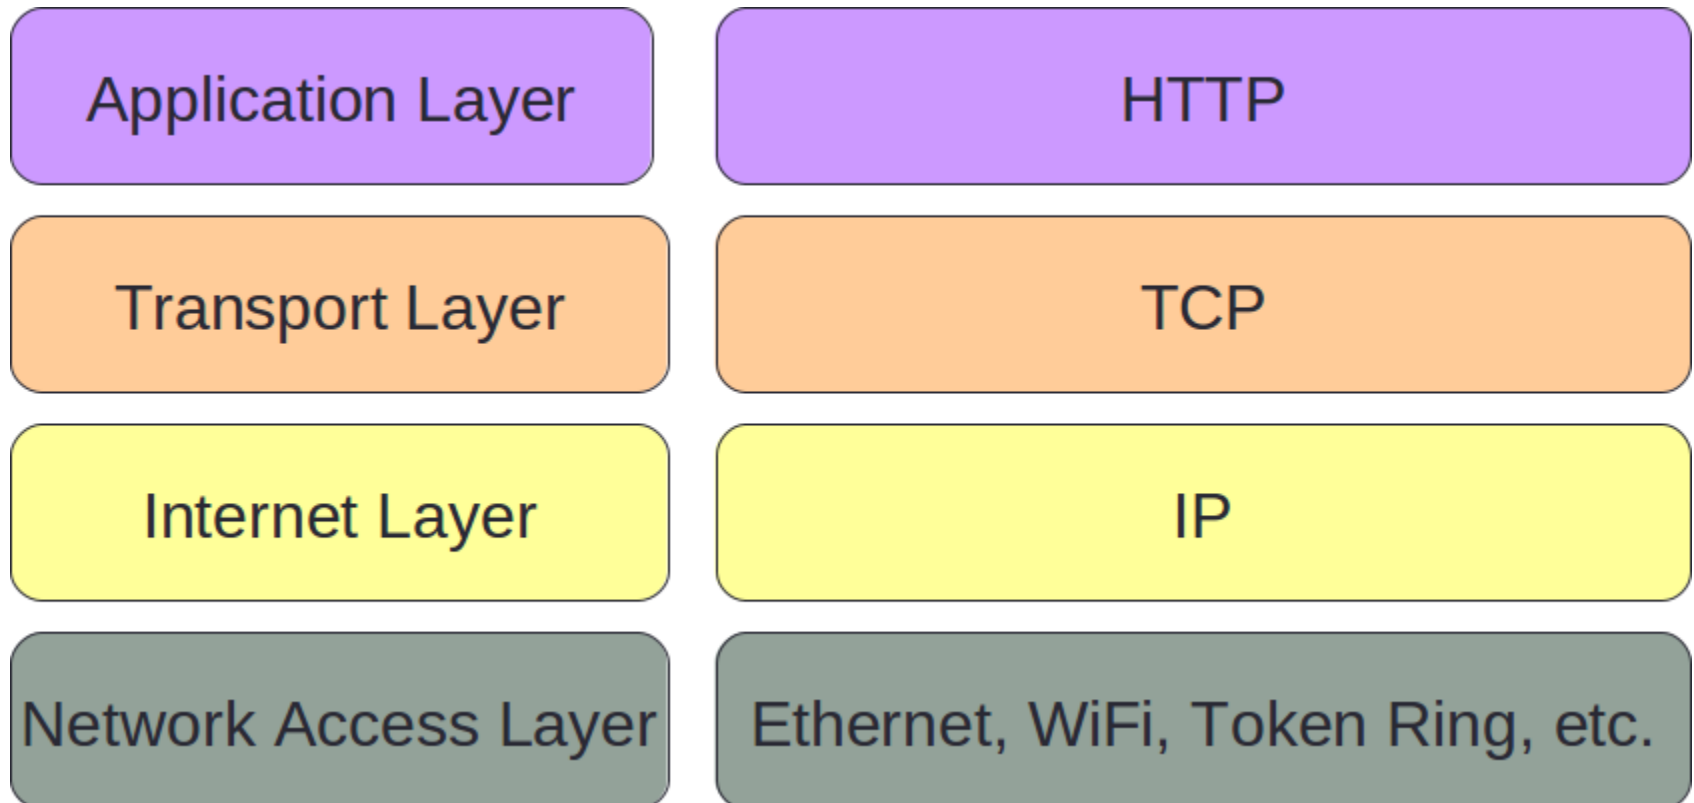 Application Layer
HTTP
Transport Layer
TCP
Internet Layer
IP
Network Access Layer
Ethernet, WiFi, Token Ring, etc.